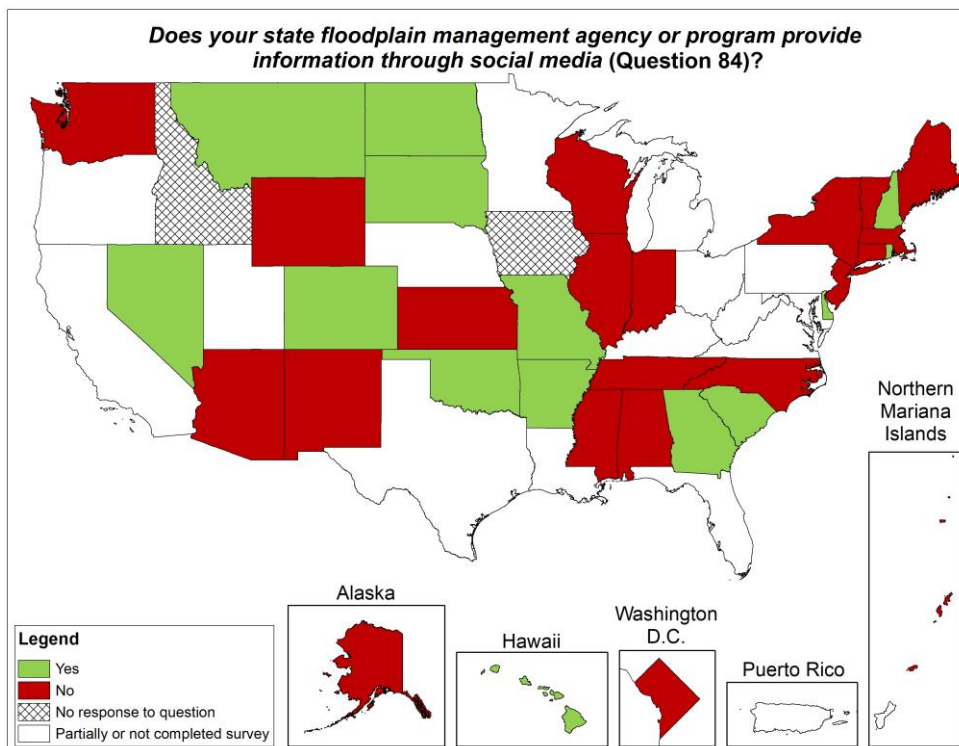 Does your state floodplain management agency or program provide
information through social media (Question 84)?
Northern
Mariana
Islands
Alaska
Hawaii
Washington
D.C.
Puerto Rico
Legend
Yes
No
No response to question
Partially or not completed survey